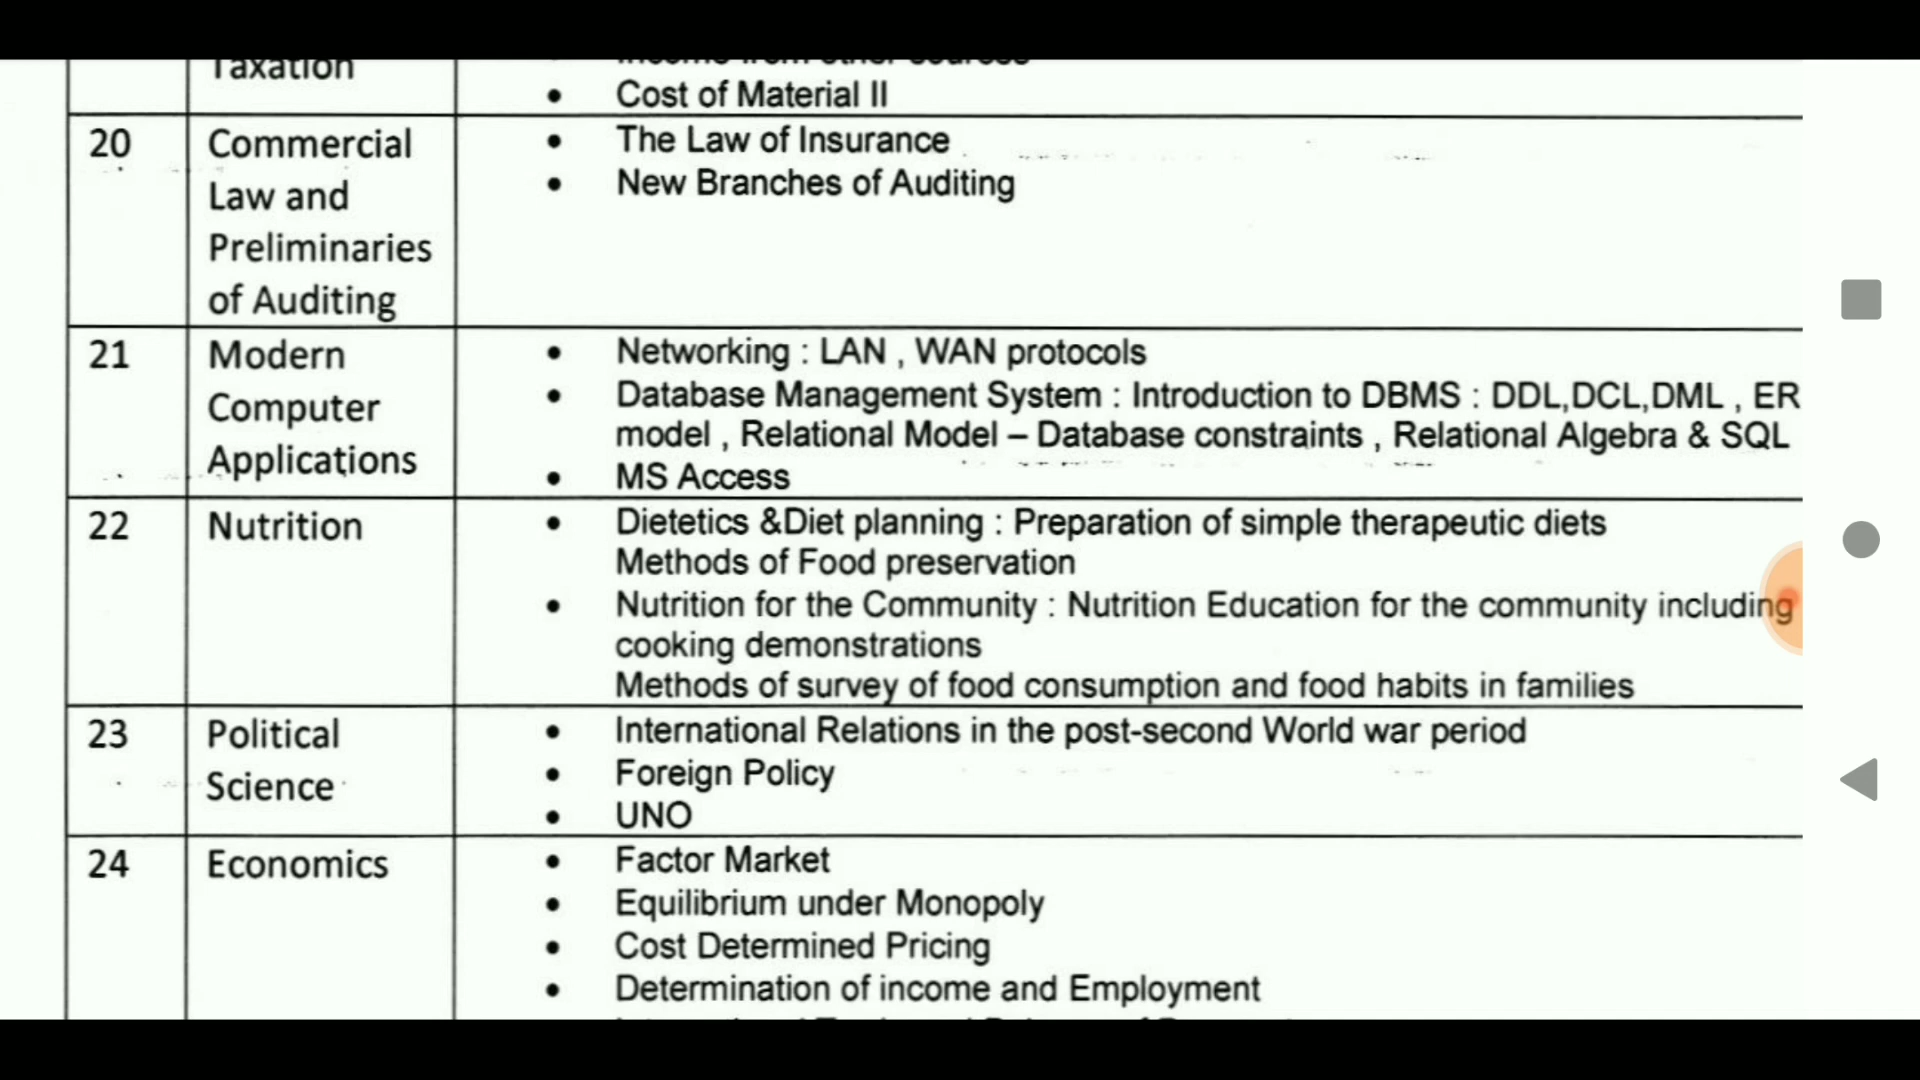 Taxation
Income from other sources
• Cost of Material II
20 Commercial Law and Preliminaries of Auditing
• The Law of Insurance
• New Branches of Auditing
21 Modern Computer Applications
• Networking : LAN , WAN protocols
• Database Management System : Introduction to DBMS : DDL,DCL,DML , ER
model , Relational Model – Database constraints , Relational Algebra & SQL
• MS Access
22 Nutrition
• Dietetics &Diet planning : Preparation of simple therapeutic diets
Methods of Food preservation
• Nutrition for the Community : Nutrition Education for the community including
cooking demonstrations
Methods of survey of food consumption and food habits in families
23 Political Science
• International Relations in the post-second World war period
• Foreign Policy
• UNO
24 Economics
• Factor Market
• Equilibrium under Monopoly
• Cost Determined Pricing
• Determination of income and Employment